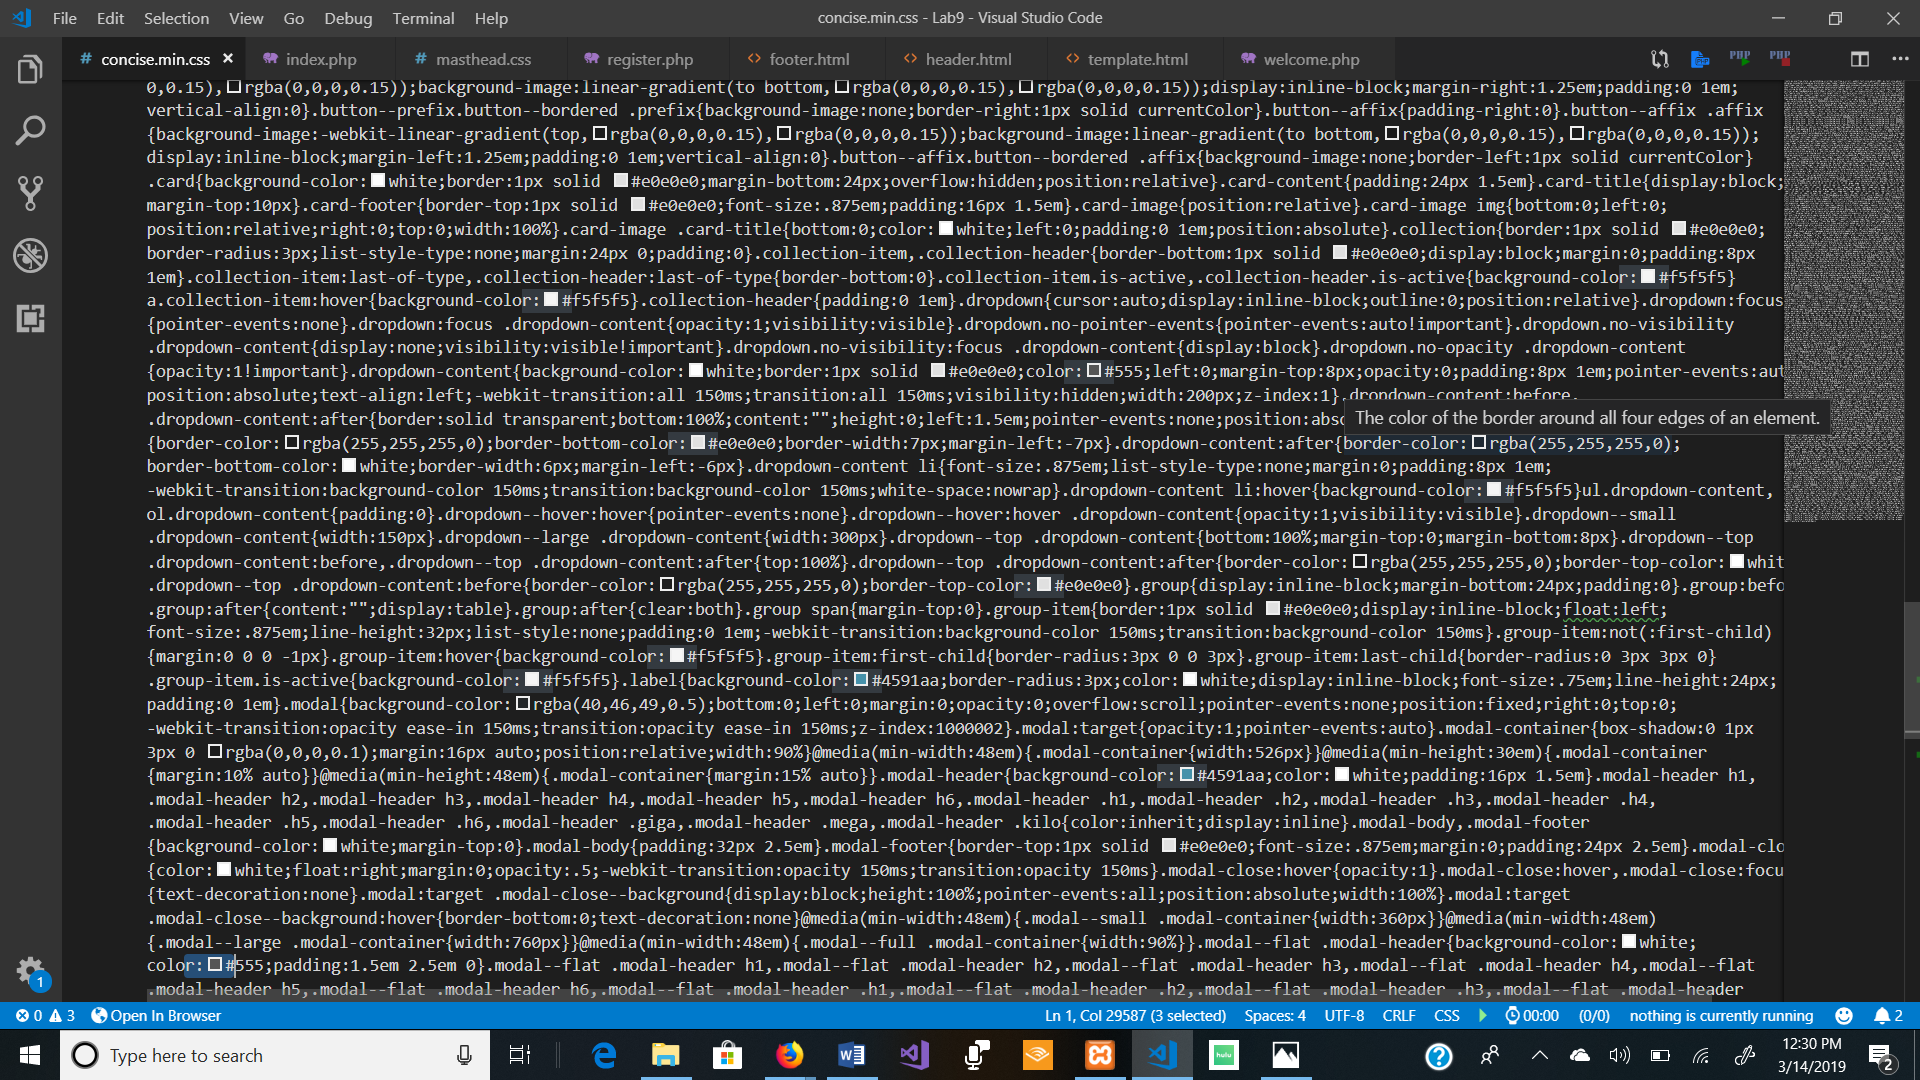 File Edit Selection View Go Debug Terminal Help
concise.min.css - Lab9 - Visual Studio Code
# concise.min.css × index.php # masthead.css register.php <> footer.html <> header.html <> template.html welcome.php PHP PHP
0,0.15),rgba(0,0,0,0.15));background-image:linear-gradient(to bottom,rgba(0,0,0,0.15),rgba(0,0,0,0.15));display:inline-block;margin-right:1.25em;padding:0 1em;
vertical-align:0}.button--prefix.button--bordered .prefix{background-image:none;border-right:1px solid currentColor}.button--affix{padding-right:0}.button--affix .affix
{background-image:-webkit-linear-gradient(top,rgba(0,0,0,0.15),rgba(0,0,0,0.15));background-image:linear-gradient(to bottom,rgba(0,0,0,0.15),rgba(0,0,0,0.15));
display:inline-block;margin-left:1.25em;padding:0 1em;vertical-align:0}.button--affix.button--bordered .affix{background-image:none;border-left:1px solid currentColor}
.card{background-color:white;border:1px solid #e0e0e0;margin-bottom:24px;overflow:hidden;position:relative}.card-content{padding:24px 1.5em}.card-title{display:block;
margin-top:10px}.card-footer{border-top:1px solid #e0e0e0;font-size:.875em;padding:16px 1.5em}.card-image{position:relative}.card-image img{bottom:0;left:0;
position:relative;right:0;top:0;width:100%}.card-image .card-title{bottom:0;color:white;left:0;padding:0 1em;position:absolute}.collection{border:1px solid #e0e0e0;
border-radius:3px;list-style-type:none;margin:24px 0;padding:0}.collection-item,.collection-header{border-bottom:1px solid #e0e0e0;display:block;margin:0;padding:8px
1em}.collection-item:last-of-type,.collection-header:last-of-type{border-bottom:0}.collection-item.is-active,.collection-header.is-active{background-color:#f5f5f5}
a.collection-item:hover{background-color:#f5f5f5}.collection-header{padding:0 1em}.dropdown{cursor:auto;display:inline-block;outline:0;position:relative}.dropdown:focus
{pointer-events:none}.dropdown:focus .dropdown-content{opacity:1;visibility:visible}.dropdown.no-pointer-events{pointer-events:auto!important}.dropdown.no-visibility
.dropdown-content{display:none;visibility:visible!important}.dropdown.no-visibility:focus .dropdown-content{display:block}.dropdown.no-opacity .dropdown-content
{opacity:1!important}.dropdown-content{background-color:white;border:1px solid #e0e0e0;color:#555;left:0;margin-top:8px;opacity:0;padding:8px 1em;pointer-events:aut
position:absolute;text-align:left;-webkit-transition:all 150ms;transition:all 150ms;visibility:hidden;width:200px;z-index:1}.dropdown-content:before,
.dropdown-content:after{border:solid transparent;bottom:100%;content:"";height:0;left:1.5em;pointer-events:none;position:abso
The color of the border around all four edges of an element.
{border-color:rgba(255,255,255,0);border-bottom-color:#e0e0e0;border-width:7px;margin-left:-7px}.dropdown-content:after{border-color:rgba(255,255,255,0);
border-bottom-color:white;border-width:6px;margin-left:-6px}.dropdown-content li{font-size:.875em;list-style-type:none;margin:0;padding:8px 1em;
-webkit-transition:background-color 150ms;transition:background-color 150ms;white-space:nowrap}.dropdown-content li:hover{background-color:#f5f5f5}ul.dropdown-content,
ol.dropdown-content{padding:0}.dropdown--hover:hover{pointer-events:none}.dropdown--hover:hover .dropdown-content{opacity:1;visibility:visible}.dropdown--small
.dropdown-content{width:150px}.dropdown--large .dropdown-content{width:300px}.dropdown--top .dropdown-content{bottom:100%;margin-top:0;margin-bottom:8px}.dropdown--top
.dropdown-content:before,.dropdown--top .dropdown-content:after{top:100%}.dropdown--top .dropdown-content:after{border-color:rgba(255,255,255,0);border-top-color:whit
.dropdown--top .dropdown-content:before{border-color:rgba(255,255,255,0);border-top-color:#e0e0e0}.group{display:inline-block;margin-bottom:24px;padding:0}.group:befo
.group:after{content:"";display:table}.group:after{clear:both}.group span{margin-top:0}.group-item{border:1px solid #e0e0e0;display:inline-block;float:left;
font-size:.875em;line-height:32px;list-style:none;padding:0 1em;-webkit-transition:background-color 150ms;transition:background-color 150ms}.group-item:not(:first-child)
{margin:0 0 0 -1px}.group-item:hover{background-color:#f5f5f5}.group-item:first-child{border-radius:3px 0 0 3px}.group-item:last-child{border-radius:0 3px 3px 0}
.group-item.is-active{background-color:#f5f5f5}.label{background-color:#4591aa;border-radius:3px;color:white;display:inline-block;font-size:.75em;line-height:24px;
padding:0 1em}.modal{background-color:rgba(40,46,49,0.5);bottom:0;left:0;margin:0;opacity:0;overflow:scroll;pointer-events:none;position:fixed;right:0;top:0;
-webkit-transition:opacity ease-in 150ms;transition:opacity ease-in 150ms;z-index:1000002}.modal:target{opacity:1;pointer-events:auto}.modal-container{box-shadow:0 1px
3px 0 rgba(0,0,0,0.1);margin:16px auto;position:relative;width:90%}@media(min-width:48em){.modal-container{width:526px}}@media(min-height:30em){.modal-container
{margin:10% auto}}@media(min-height:48em){.modal-container{margin:15% auto}}.modal-header{background-color:#4591aa;color:white;padding:16px 1.5em}.modal-header h1,
.modal-header h2,.modal-header h3,.modal-header h4,.modal-header h5,.modal-header h6,.modal-header .h1,.modal-header .h2,.modal-header .h3,.modal-header .h4,
.modal-header .h5,.modal-header .h6,.modal-header .giga,.modal-header .mega,.modal-header .kilo{color:inherit;display:inline}.modal-body,.modal-footer
{background-color:white;margin-top:0}.modal-body{padding:32px 2.5em}.modal-footer{border-top:1px solid #e0e0e0;font-size:.875em;margin:0;padding:24px 2.5em}.modal-clo
{color:white;float:right;margin:0;opacity:.5;-webkit-transition:opacity 150ms;transition:opacity 150ms}.modal-close:hover{opacity:1}.modal-close:hover,.modal-close:focu
{text-decoration:none}.modal:target .modal-close--background{display:block;height:100%;pointer-events:all;position:absolute;width:100%}.modal:target
.modal-close--background:hover{border-bottom:0;text-decoration:none}@media(min-width:48em){.modal--small .modal-container{width:360px}}@media(min-width:48em)
{.modal--large .modal-container{width:760px}}@media(min-width:48em){.modal--full .modal-container{width:90%}}.modal--flat .modal-header{background-color:white;
color:#555;padding:1.5em 2.5em 0}.modal--flat .modal-header h1,.modal--flat .modal-header h2,.modal--flat .modal-header h3,.modal--flat .modal-header h4,.modal--flat
.modal-header h5,.modal--flat .modal-header h6,.modal--flat .modal-header .h1,.modal--flat .modal-header .h2,.modal--flat .modal-header .h3,.modal--flat .modal-header
1
0 3 Open In Browser Ln 1, Col 29587 (3 selected) Spaces: 4 UTF-8 CRLF CSS 00:00 (0/0) nothing is currently running 2
Type here to search hulu 12:30 PM
3/14/2019 2